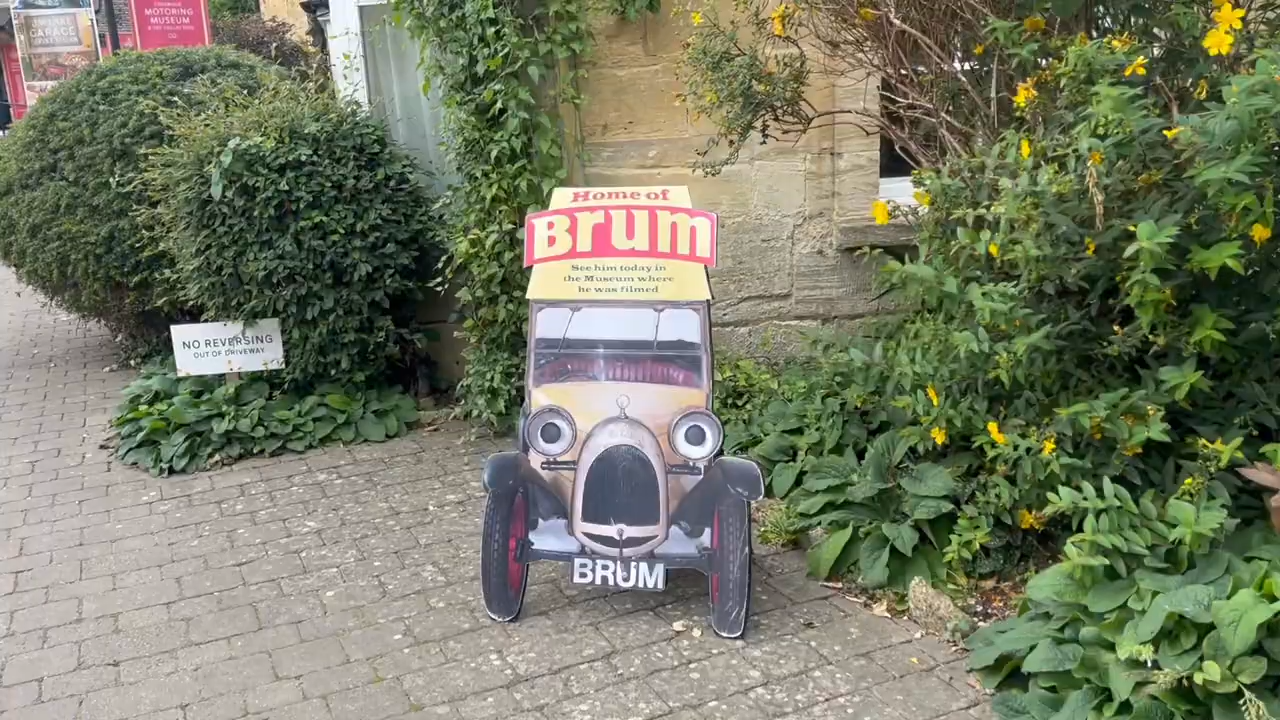 MOTORING
MUSEUM
GARAGE
Home of
Brum
See him today in
the Museum where
he was filmed
NO REVERSING
OUT OF DRIVEWAY
BRUM